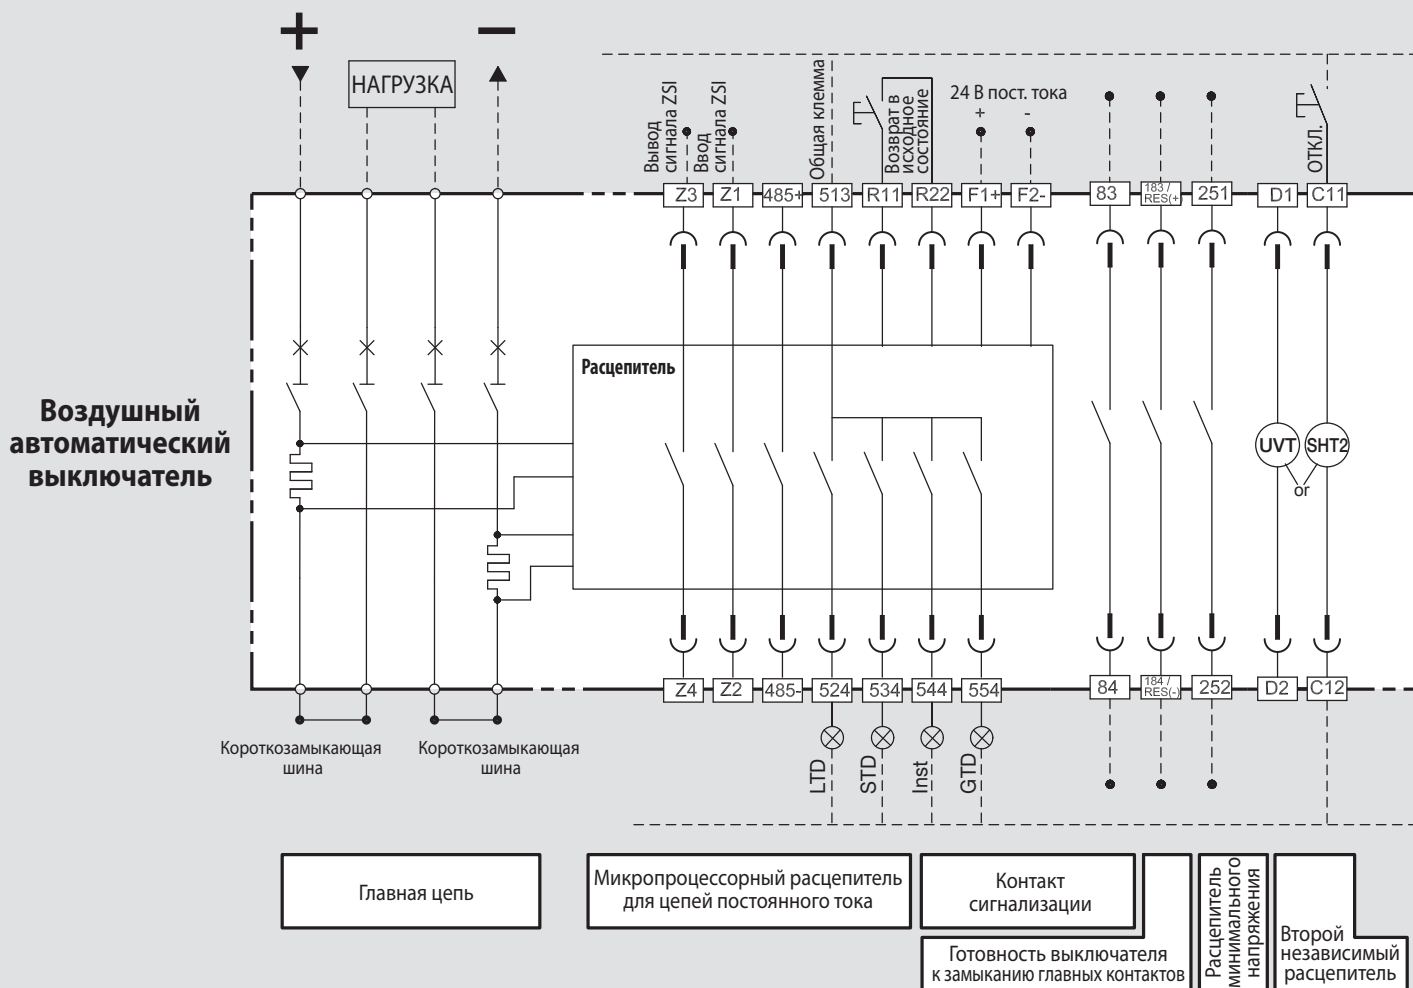 +
−
НАГРУЗКА
Вывод
сигнала ZSI
Ввод
сигнала ZSI
Общая клемма
Возврат в
исходное
состояние
24 В пост. тока
+
-
ОТКЛ.
Z3
Z1
485+
513
R11
R22
F1+
F2-
83
183 /
RES(+)
251
D1
C11
Расцепитель
Воздушный
автоматический
выключатель
UVT
SHT2
or
Z4
Z2
485-
524
534
544
554
84
184 /
RES(-)
252
D2
C12
Короткозамыкающая
шина
Короткозамыкающая
шина
LTD
STD
Inst
GTD
Главная цепь
Микропроцессорный расцепитель
для цепей постоянного тока
Контакт
сигнализации
Готовность выключателя
к замыканию главных контактов
Расцепитель
минимального
напряжения
Второй
независимый
расцепитель